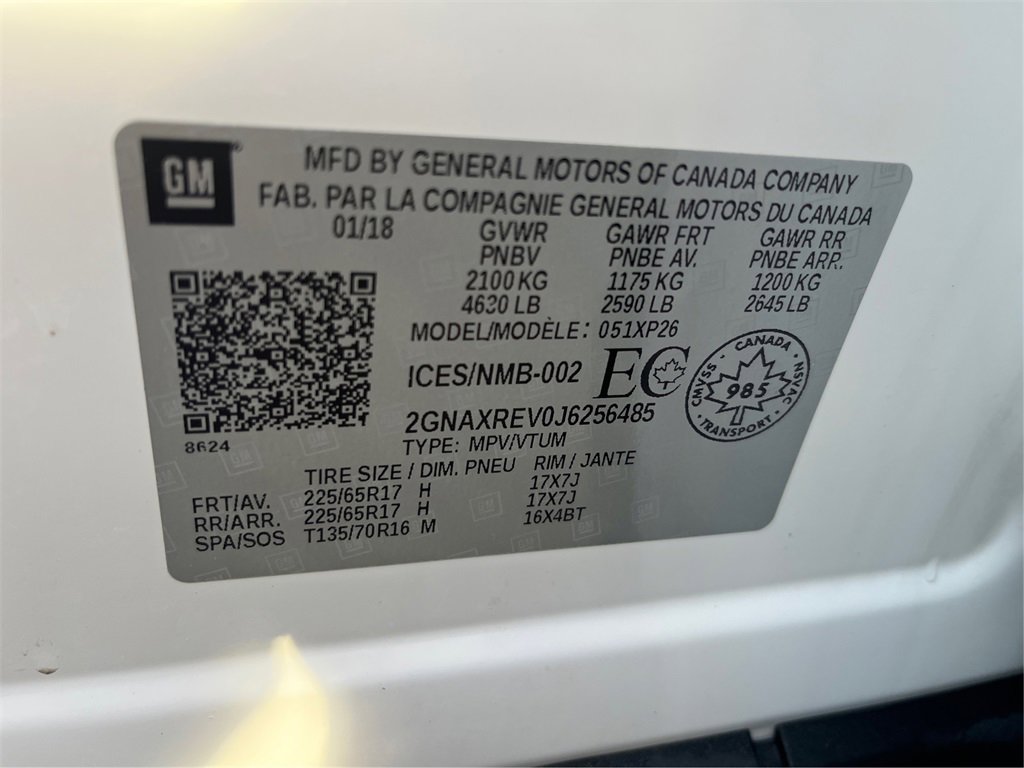 GM
MFD BY GENERAL MOTORS OF CANADA COMPANY
FAB. PAR LA COMPAGNIE GENERAL MOTORS DU CANADA
01/18 GVWR GAWR FRT GAWR RR
PNBV PNBE AV. PNBE ARR.
2100 KG 1175 KG 1200 KG
4630 LB 2590 LB 2645 LB
MODEL/MODÈLE: 051XP26
ICES/NMB-002 EC
CANADA
CMVSS - 985 - NSVAC
TRANSPORT
2GNAXREV0J6256485
8624
TYPE: MPV/VTUM
TIRE SIZE / DIM. PNEU RIM / JANTE
FRT/AV. 225/65R17 H 17X7J
RR/ARR. 225/65R17 H 17X7J
SPA/SOS T135/70R16 M 16X4BT